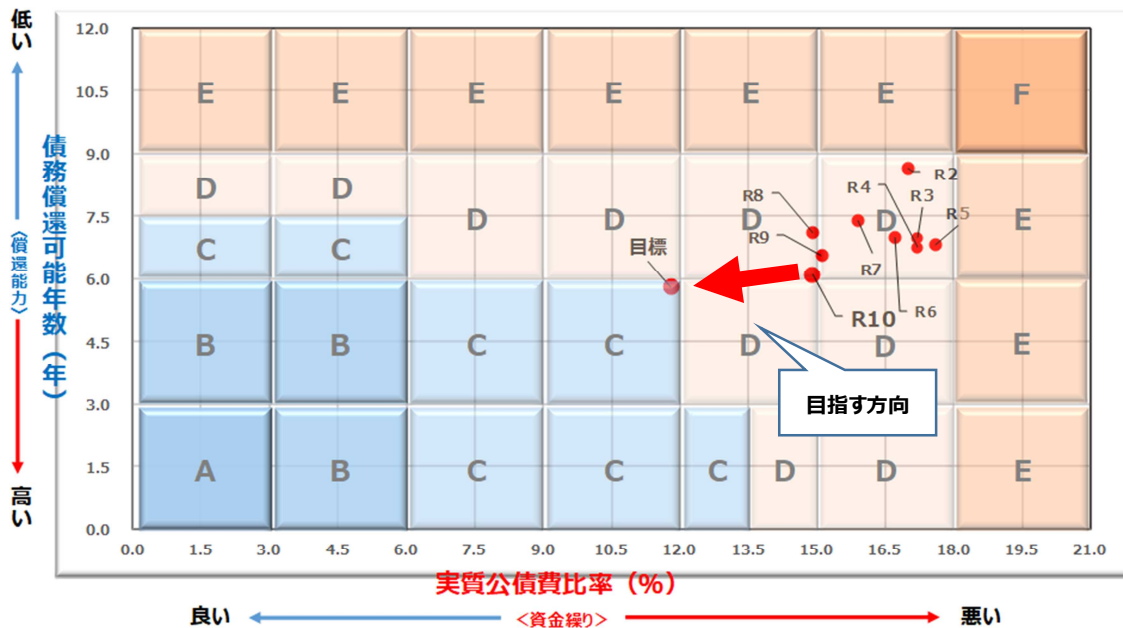 低い
債務償還可能年数（年）
〈償還能力〉
高い
12.0
10.5
9.0
7.5
6.0
4.5
3.0
1.5
0.0
E E E E E E F
D D
D D D D E
C C
R2
R4 R3
R8
R5
R9
R7
目標
R10 R6
B B C C D D E
目指す方向
A B C C C D D E
0.0 1.5 3.0 4.5 6.0 7.5 9.0 10.5 12.0 13.5 15.0 16.5 18.0 19.5 21.0
実質公債費比率（%）
良い ＜資金繰り＞ 悪い